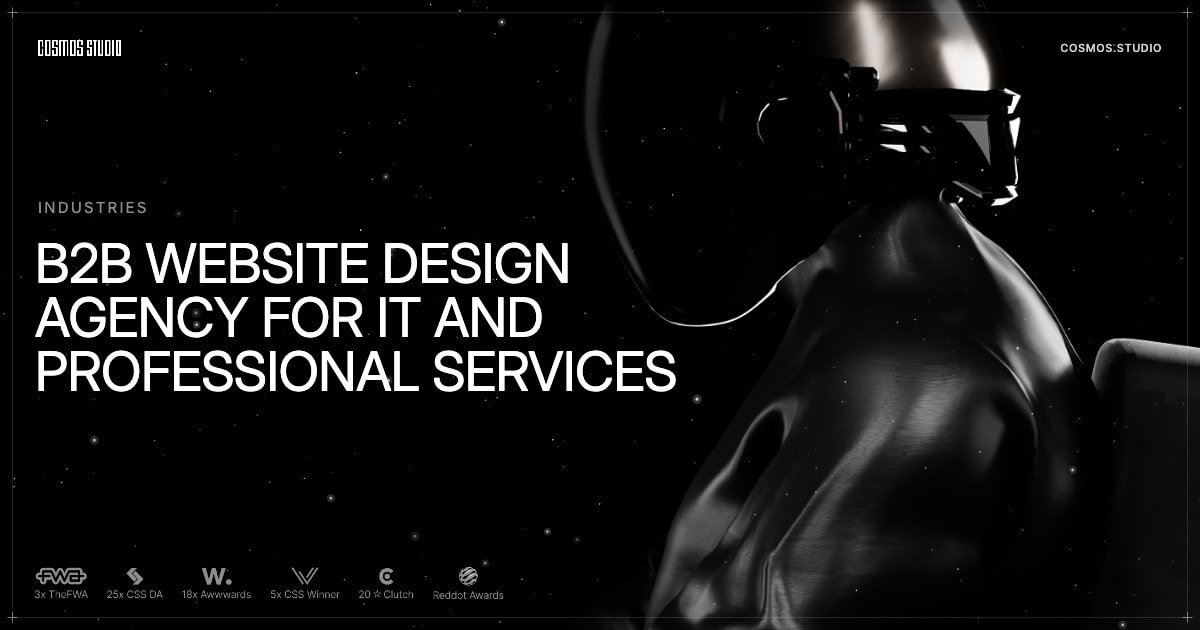 COSMOS STUDIO
COSMOS.STUDIO
INDUSTRIES
B2B WEBSITE DESIGN
AGENCY FOR IT AND
PROFESSIONAL SERVICES
FWA
W.
3x TheFWA
25x CSS DA
18x Awwwards
5x CSS Winner
20 ☆ Clutch
Reddot Awards